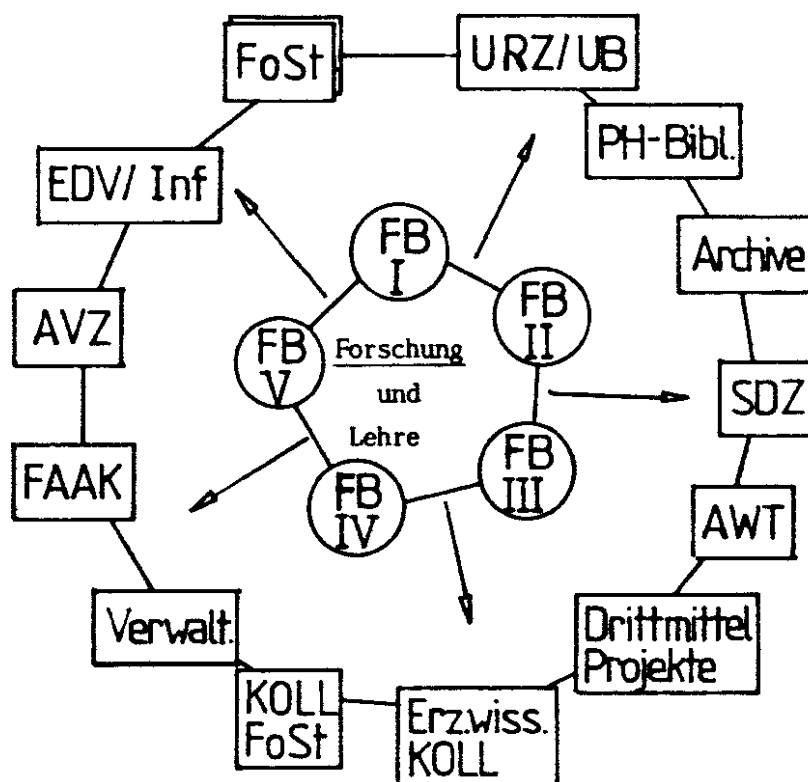 FoSt
URZ/UB
PH-Bibl.
EDV/Inf
Archive
AVZ
SDZ
FAAK
AWT
Verwalt.
Drittmittel
Projekte
KOLL
FoSt
Erz.wiss.
KOLL
FB
I
FB
II
FB
III
FB
IV
FB
V
Forschung
und
Lehre